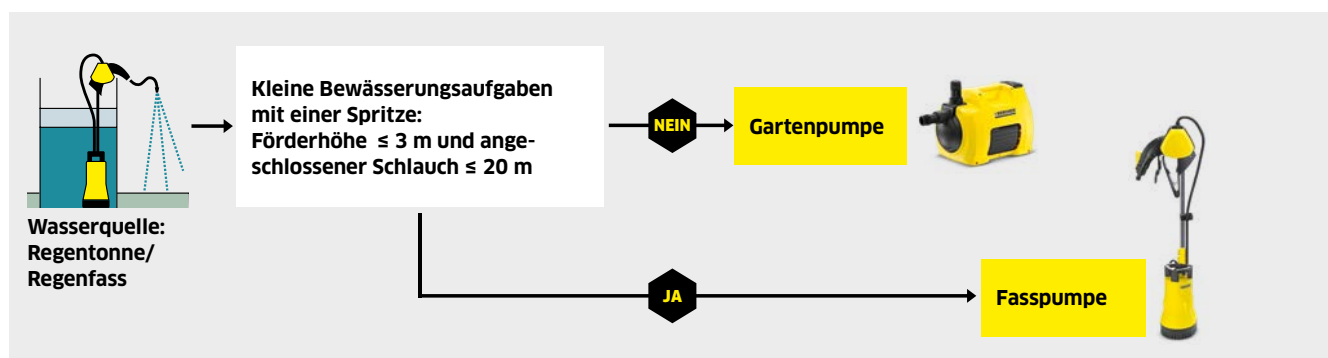 Kleine Bewässerungsaufgaben
mit einer Spritze:
Förderhöhe ≤ 3 m und ange-
schlossener Schlauch ≤ 20 m
NEIN
Gartenpumpe
Wasserquelle:
Regentonne/
Regenfass
JA
Fasspumpe